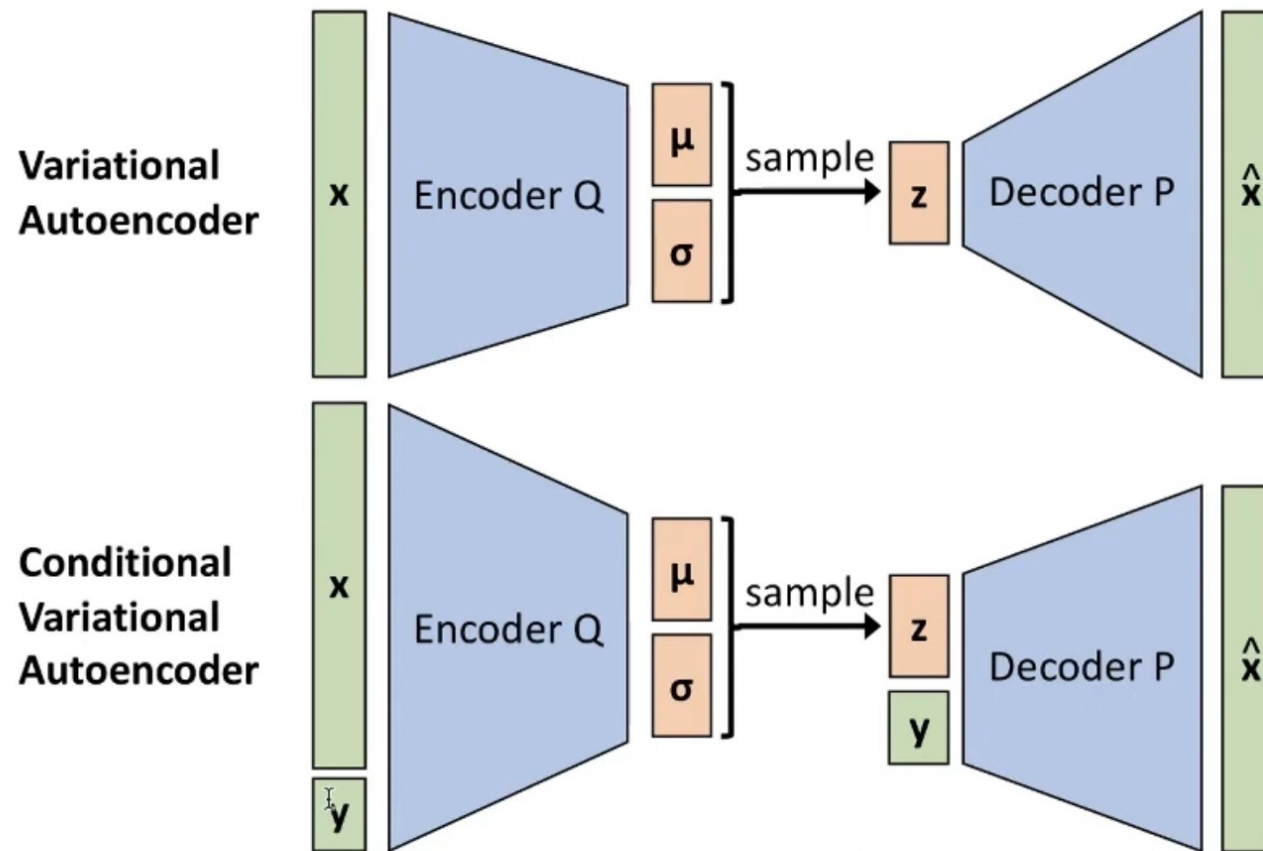 Variational
Autoencoder
x
Encoder Q
μ
σ
sample
z
Decoder P
x̂
Conditional
Variational
Autoencoder
x
y
Encoder Q
μ
σ
sample
z
y
Decoder P
x̂